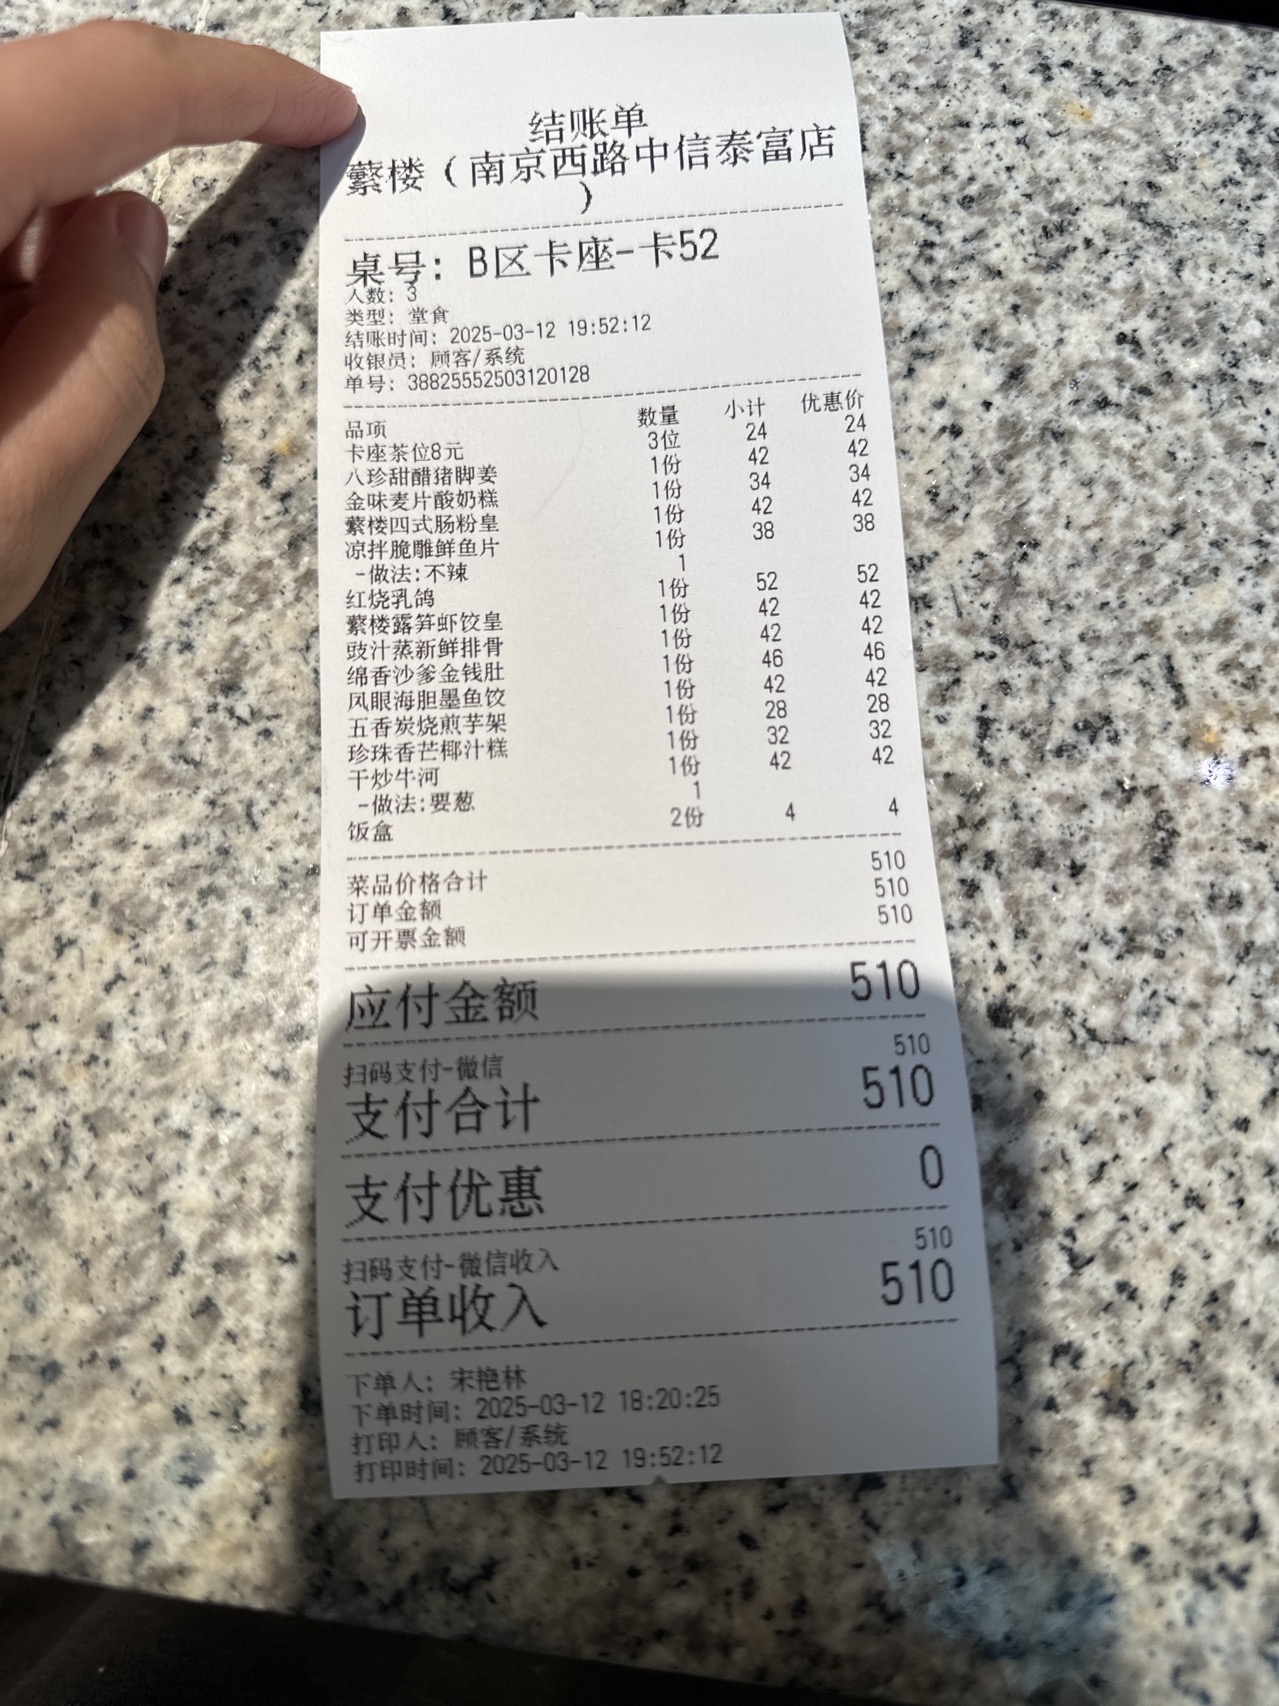 结账单
蘩楼（南京西路中信泰富店
）
桌号：B区卡座-卡52
人数：3
类型：堂食
结账时间：2025-03-12 19:52:12
收银员：顾客/系统
单号：38825552503120128
品项 数量 小计 优惠价
卡座茶位8元 3位 24 24
八珍甜醋猪脚姜 1份 42 42
金味麦片酸奶糕 1份 34 34
蘩楼四式肠粉皇 1份 42 42
凉拌脆雕鲜鱼片 1份 38 38
-做法:不辣 1
红烧乳鸽 1份 52 52
蘩楼露笋虾饺皇 1份 42 42
豉汁蒸新鲜排骨 1份 42 42
绵香沙爹金钱肚 1份 46 46
凤眼海胆墨鱼饺 1份 42 42
五香炭烧煎芋架 1份 28 28
珍珠香芒椰汁糕 1份 32 32
干炒牛河 1份 42 42
-做法:要葱 1
饭盒 2份 4 4
菜品价格合计 510
订单金额 510
可开票金额 510
应付金额 510
扫码支付-微信 510
支付合计 510
支付优惠 0
扫码支付-微信收入 510
订单收入 510
下单人：宋艳林
下单时间：2025-03-12 18:20:25
打印人：顾客/系统
打印时间：2025-03-12 19:52:12